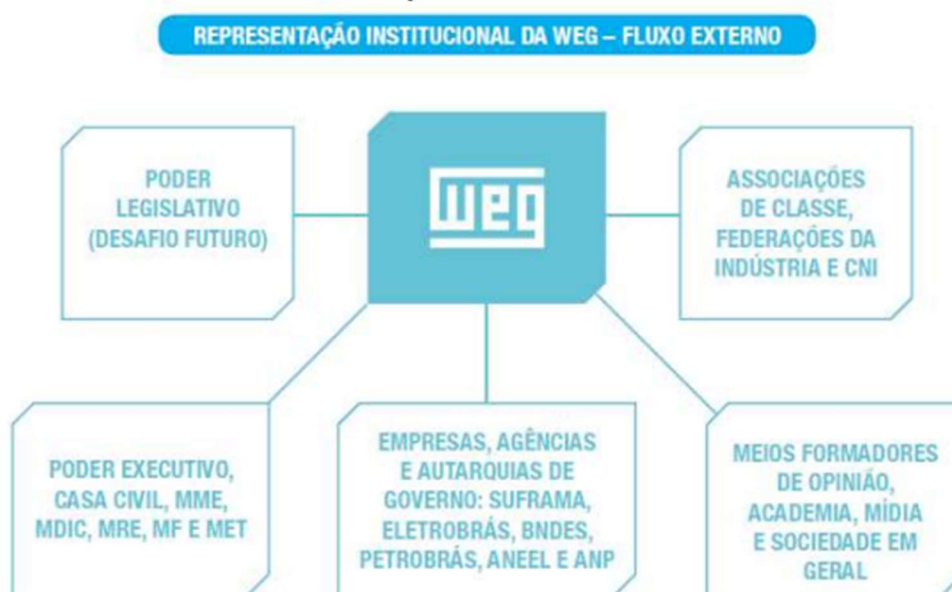 REPRESENTAÇÃO INSTITUCIONAL DA WEG – FLUXO EXTERNO
PODER
LEGISLATIVO
(DESAFIO FUTURO)
weg
ASSOCIAÇÕES
DE CLASSE,
FEDERAÇÕES DA
INDÚSTRIA E CNI
PODER EXECUTIVO,
CASA CIVIL, MME,
MDIC, MRE, MF E MET
EMPRESAS, AGÊNCIAS
E AUTARQUIAS DE
GOVERNO: SUFRAMA,
ELETROBRÁS, BNDES,
PETROBRÁS, ANEEL E ANP
MEIOS FORMADORES
DE OPINIÃO,
ACADEMIA, MÍDIA
E SOCIEDADE EM
GERAL